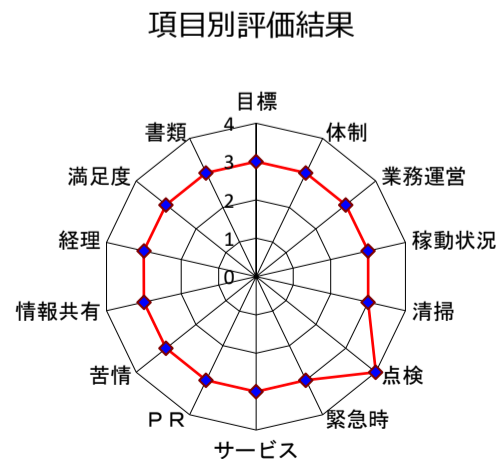 項目別評価結果
目標
体制
業務運営
稼動状況
清掃
点検
緊急時
サービス
ＰＲ
苦情
情報共有
経理
満足度
書類
4
3
2
1
0